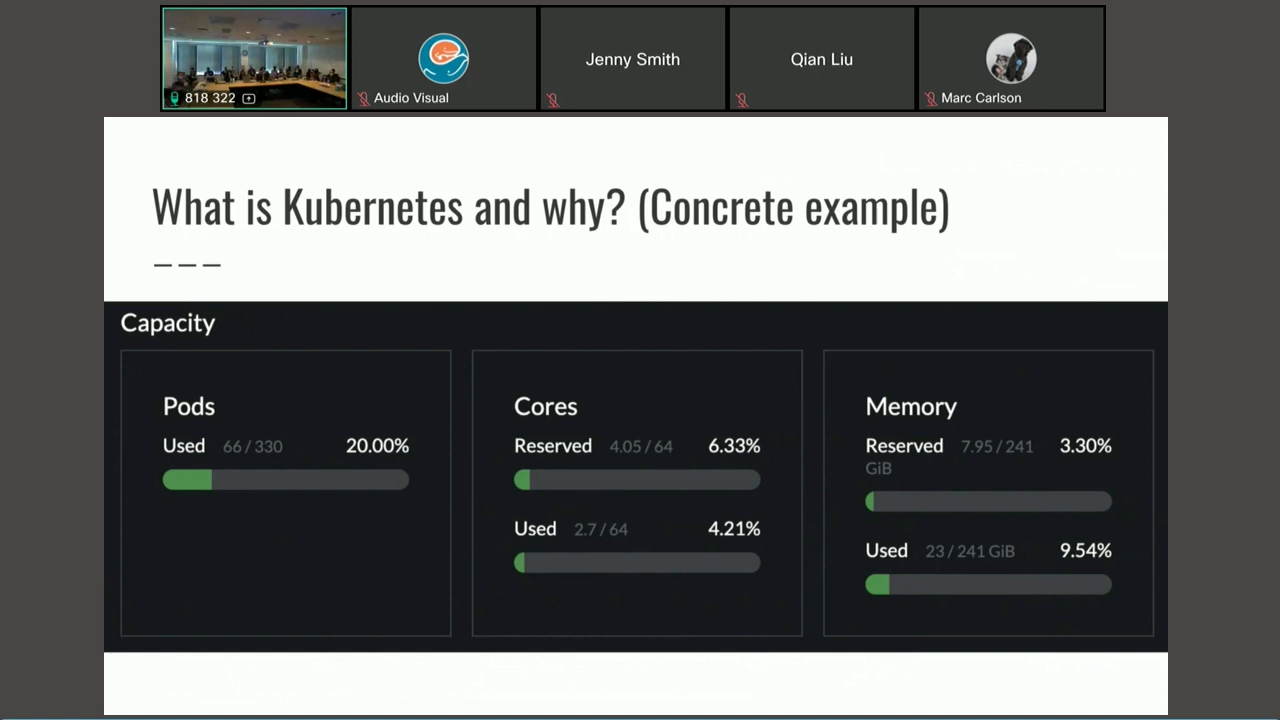 818 322
Audio Visual
Jenny Smith
Qian Liu
Marc Carlson
What is Kubernetes and why? (Concrete example)
Capacity
Pods
Used 66 / 330 20.00%
Cores
Reserved 4.05 / 64 6.33%
Used 2.7 / 64 4.21%
Memory
Reserved 7.95 / 241 3.30%
GiB
Used 23 / 241 GiB 9.54%